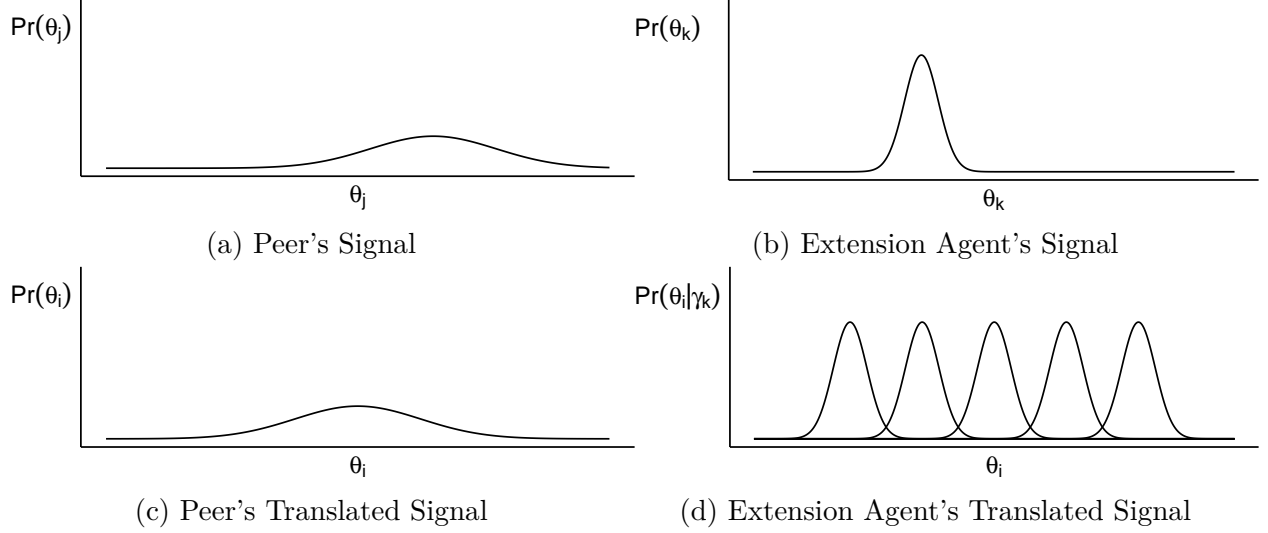 Pr(θj)
θj
(a) Peer's Signal
Pr(θk)
θk
(b) Extension Agent's Signal
Pr(θi)
θi
(c) Peer's Translated Signal
Pr(θi|γk)
θi
(d) Extension Agent's Translated Signal